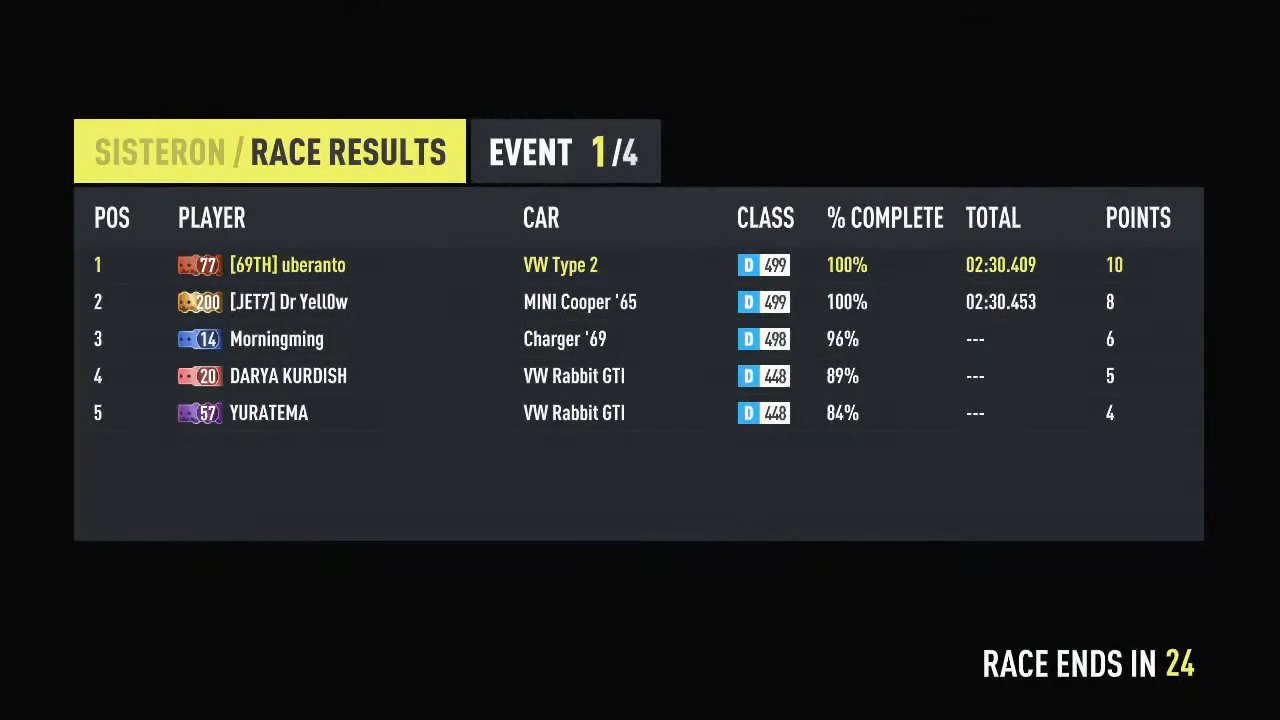 SISTERON / RACE RESULTS EVENT 1/4
POS PLAYER CAR CLASS % COMPLETE TOTAL POINTS
1 77 [69TH] uberanto VW Type 2 D 499 100% 02:30.409 10
2 200 [JET7] Dr Yell0w MINI Cooper '65 D 499 100% 02:30.453 8
3 14 Morningming Charger '69 D 498 96% --- 6
4 20 DARYA KURDISH VW Rabbit GTI D 448 89% --- 5
5 57 YURATEMA VW Rabbit GTI D 448 84% --- 4
RACE ENDS IN 24